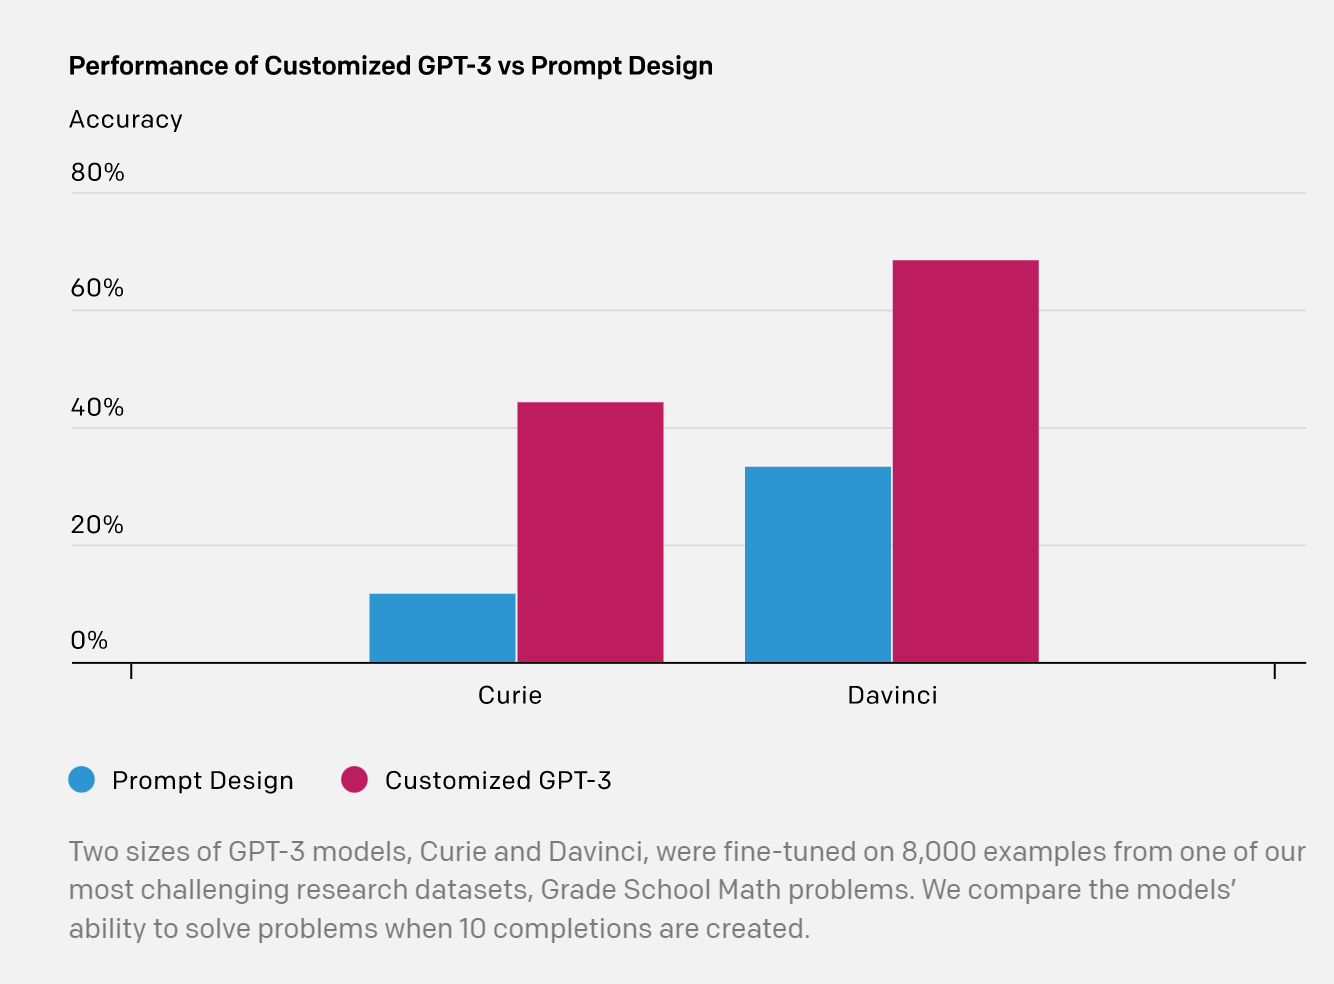 Performance of Customized GPT-3 vs Prompt Design
Accuracy
80%
60%
40%
20%
0%
Curie Davinci
Prompt Design Customized GPT-3
Two sizes of GPT-3 models, Curie and Davinci, were fine-tuned on 8,000 examples from one of our
most challenging research datasets, Grade School Math problems. We compare the models’
ability to solve problems when 10 completions are created.